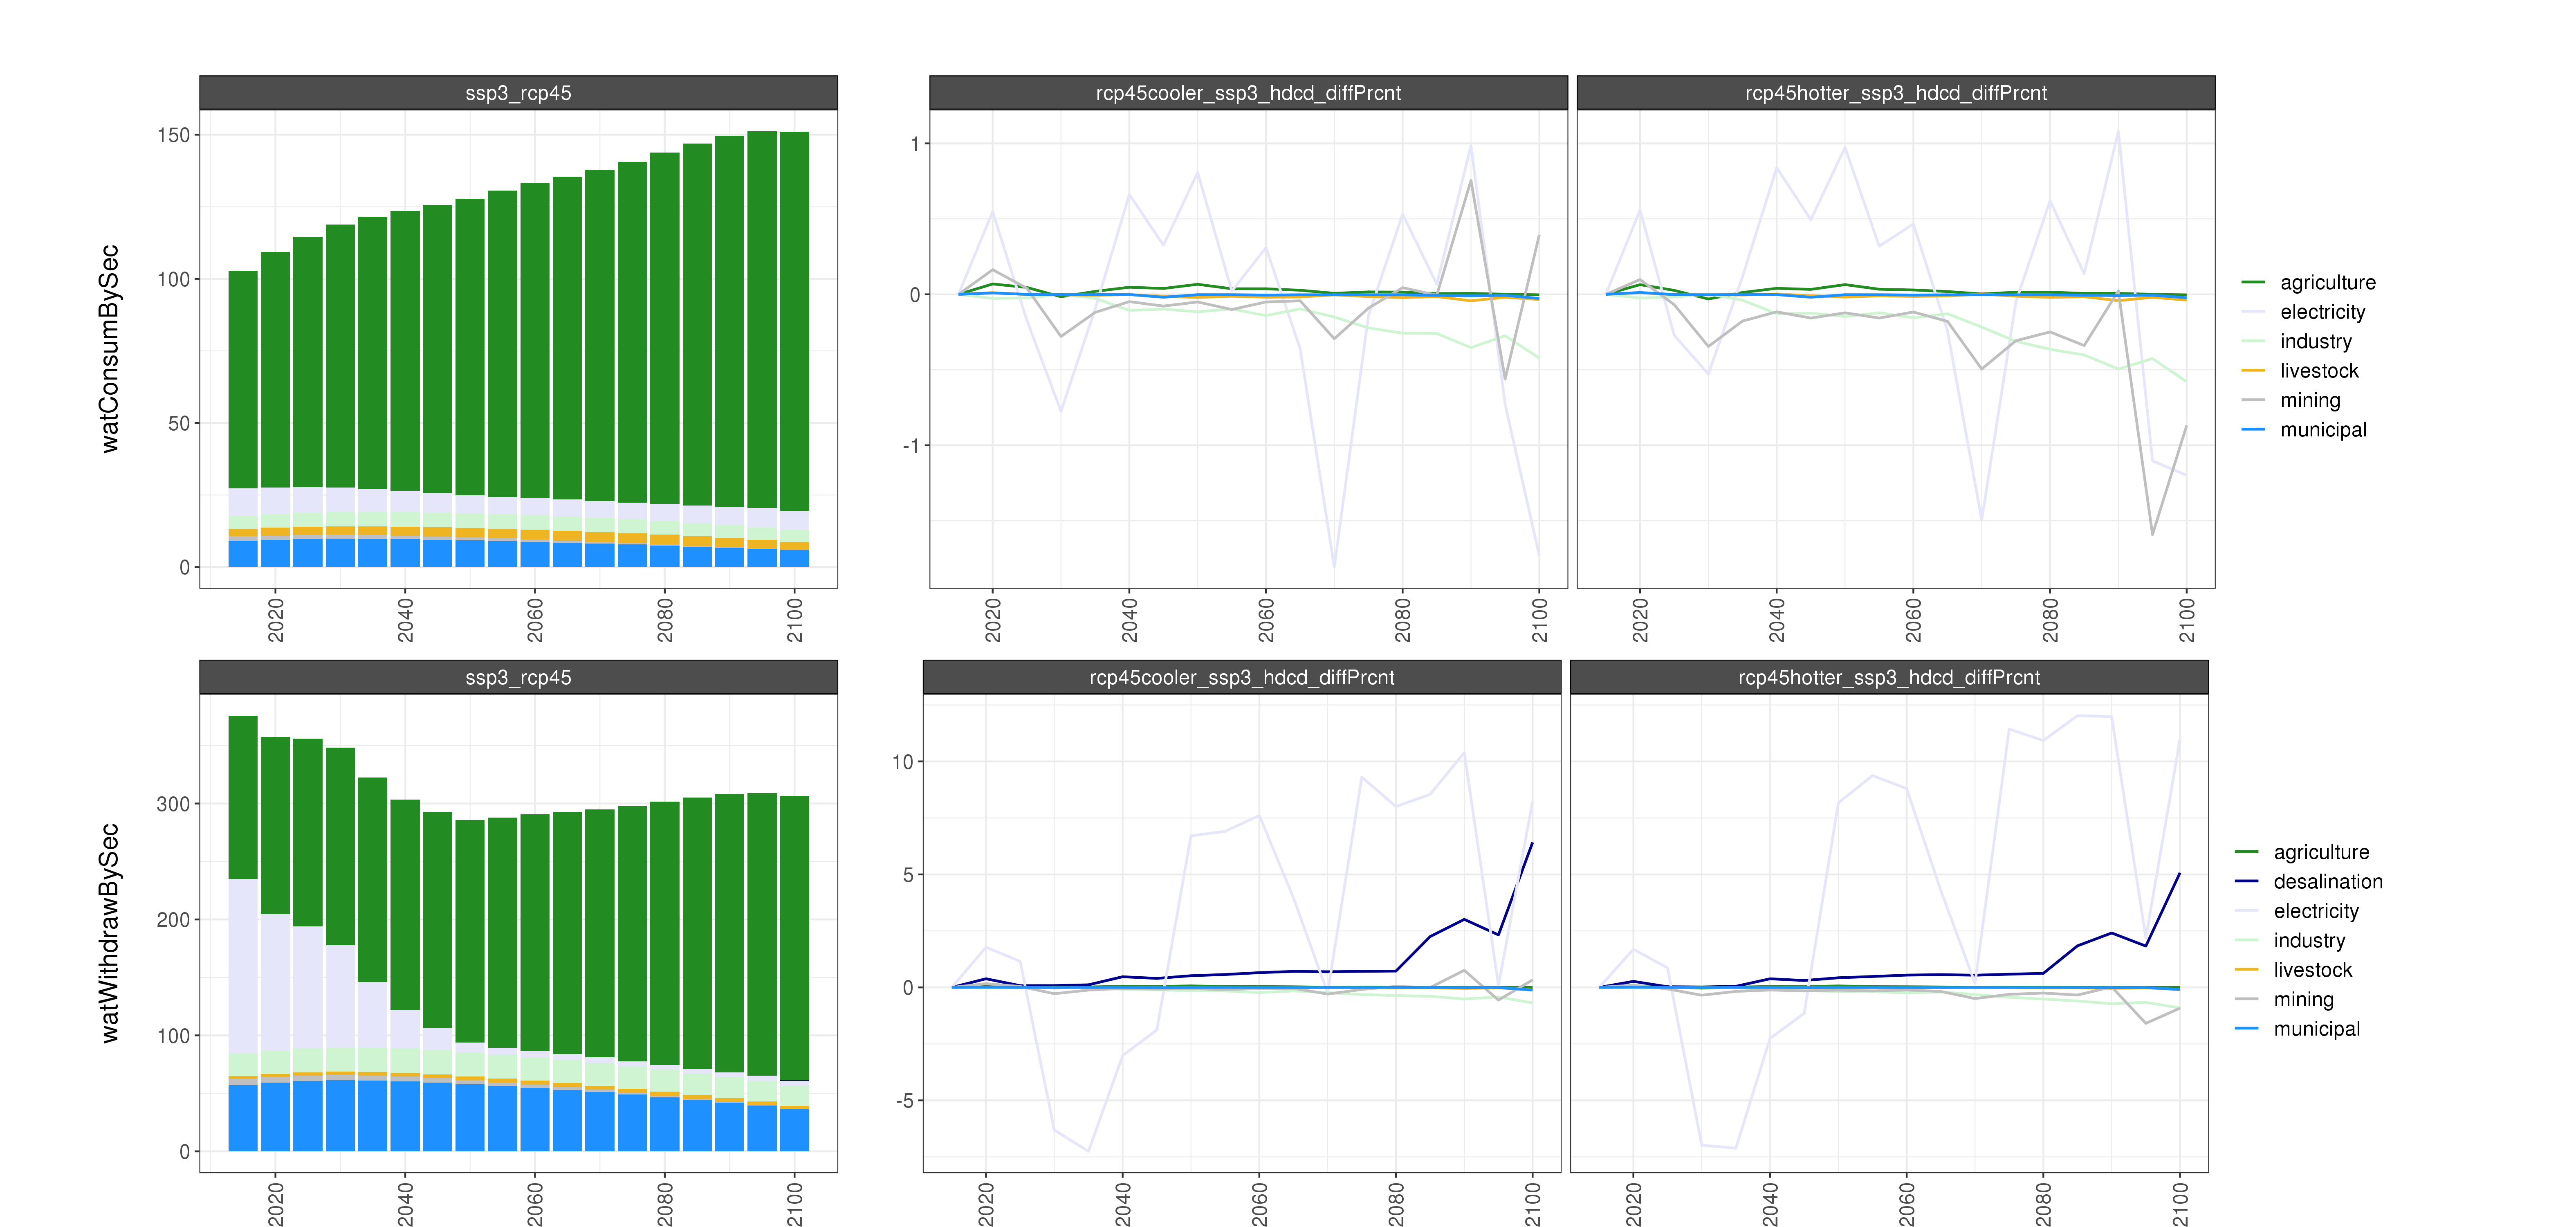 ssp3_rcp45
rcp45cooler_ssp3_hdcd_diffPrcnt
rcp45hotter_ssp3_hdcd_diffPrcnt
watConsumBySec
150
100
50
0
1
0
-1
2020
2040
2060
2080
2100
2020
2040
2060
2080
2100
2020
2040
2060
2080
2100
agriculture
electricity
industry
livestock
mining
municipal
ssp3_rcp45
rcp45cooler_ssp3_hdcd_diffPrcnt
rcp45hotter_ssp3_hdcd_diffPrcnt
watWithdrawBySec
300
200
100
0
10
5
0
-5
2020
2040
2060
2080
2100
2020
2040
2060
2080
2100
2020
2040
2060
2080
2100
agriculture
desalination
electricity
industry
livestock
mining
municipal